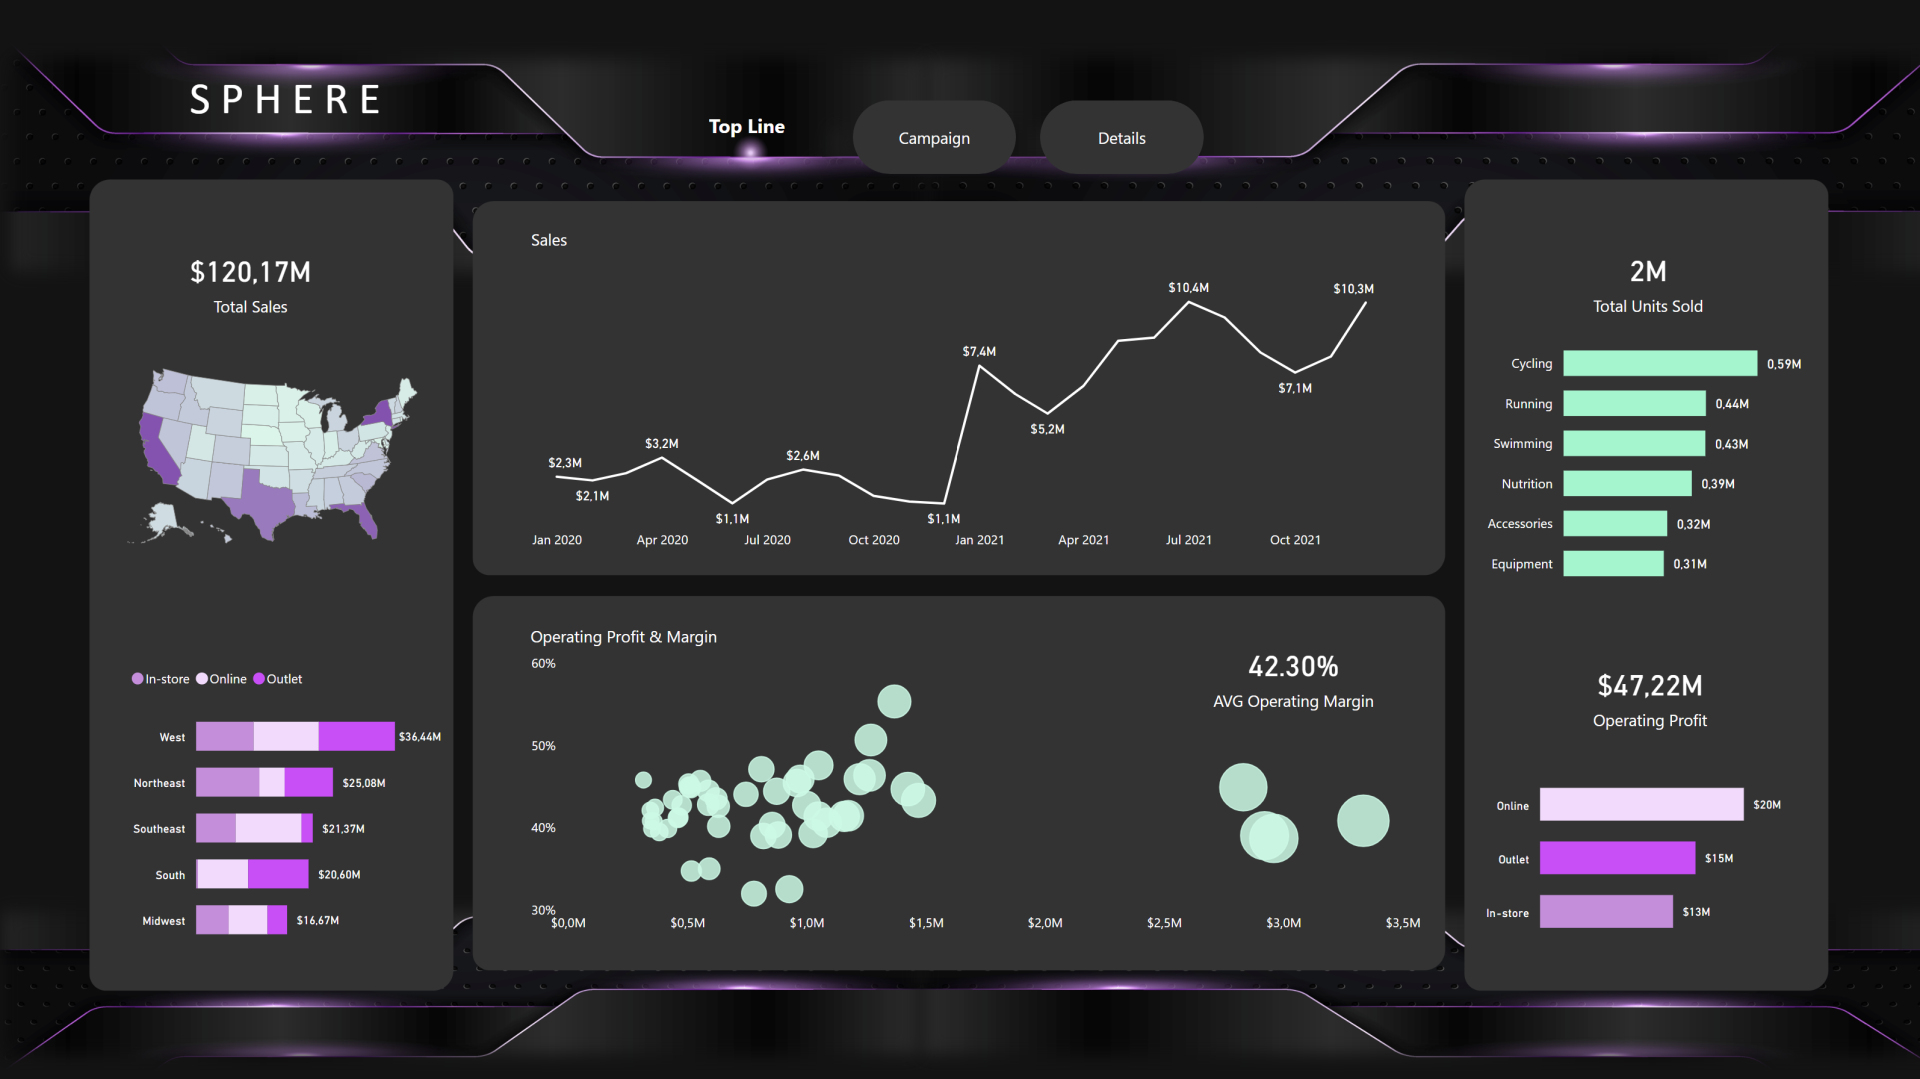 SPHERE
Top Line
Campaign
Details
$120,17M
Total Sales
In-store Online Outlet
West $36,44M
Northeast $25,08M
Southeast $21,37M
South $20,60M
Midwest $16,67M
Sales
$10,4M
$10,3M
$7,4M
$7,1M
$5,2M
$3,2M
$2,6M
$2,3M
$2,1M
$1,1M
$1,1M
Jan 2020 Apr 2020 Jul 2020 Oct 2020 Jan 2021 Apr 2021 Jul 2021 Oct 2021
Operating Profit & Margin
60%
50%
40%
30%
42.30%
AVG Operating Margin
$0,0M $0,5M $1,0M $1,5M $2,0M $2,5M $3,0M $3,5M
2M
Total Units Sold
Cycling 0,59M
Running 0,44M
Swimming 0,43M
Nutrition 0,39M
Accessories 0,32M
Equipment 0,31M
$47,22M
Operating Profit
Online $20M
Outlet $15M
In-store $13M